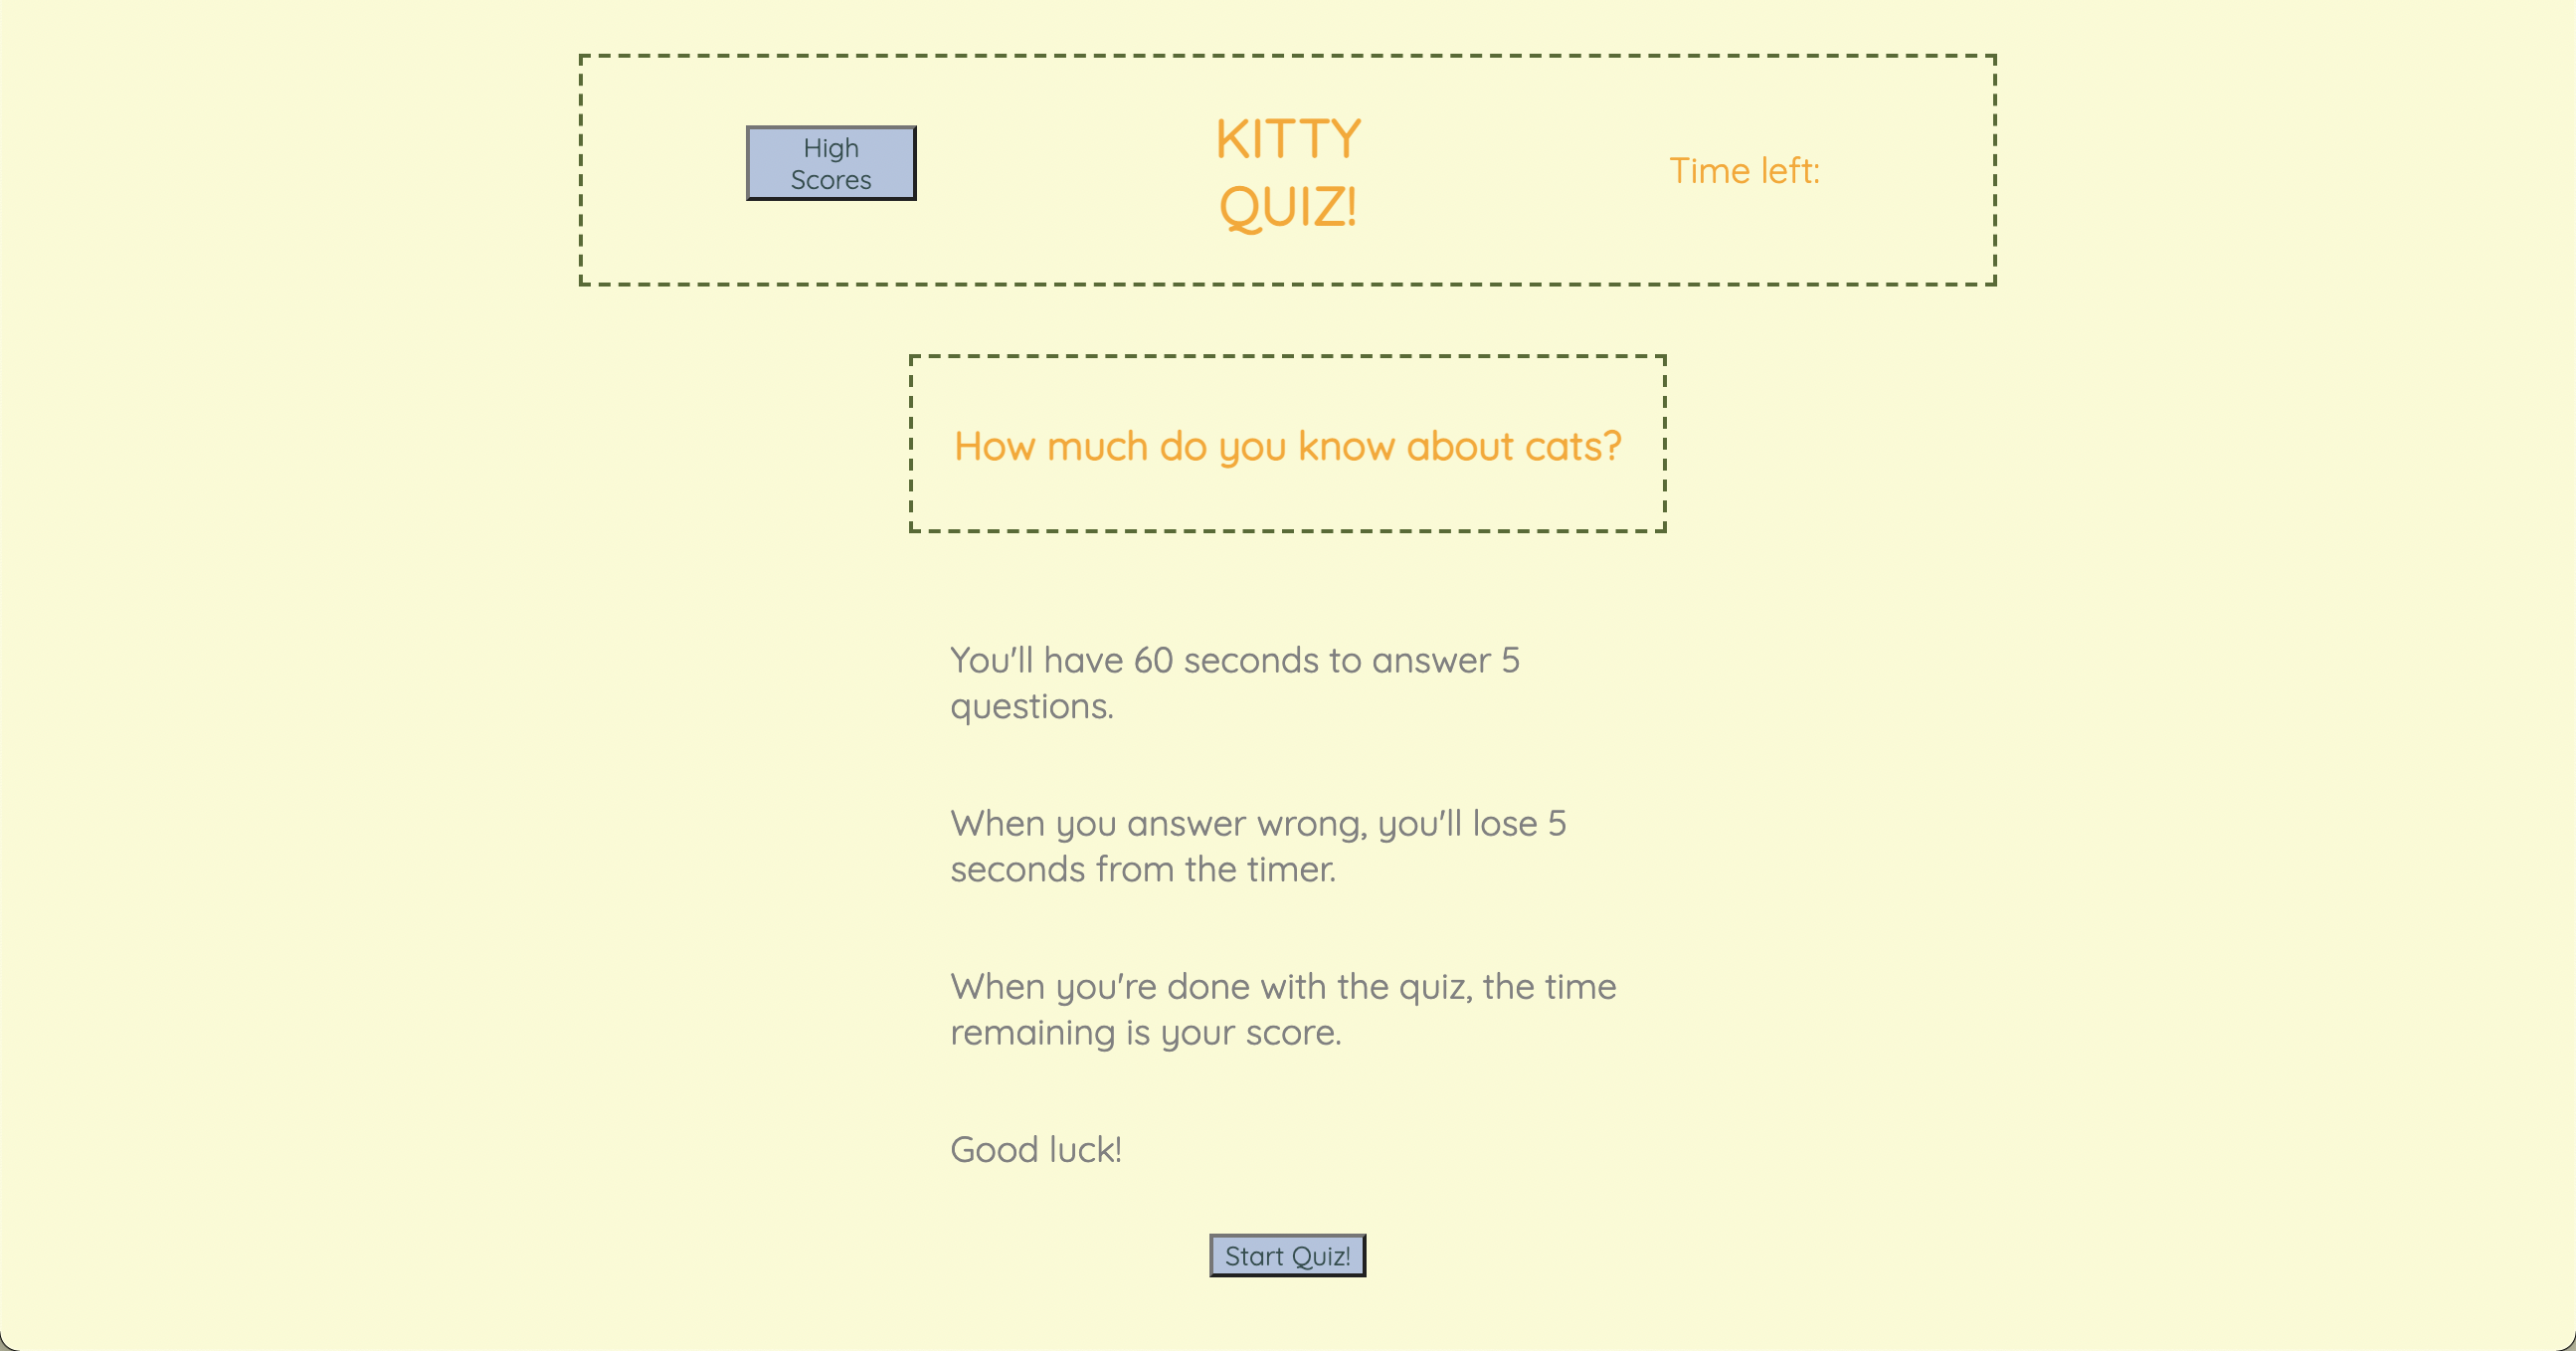 High
Scores
KITTY
QUIZ!
Time left:
How much do you know about cats?
You'll have 60 seconds to answer 5
questions.
When you answer wrong, you'll lose 5
seconds from the timer.
When you're done with the quiz, the time
remaining is your score.
Good luck!
Start Quiz!